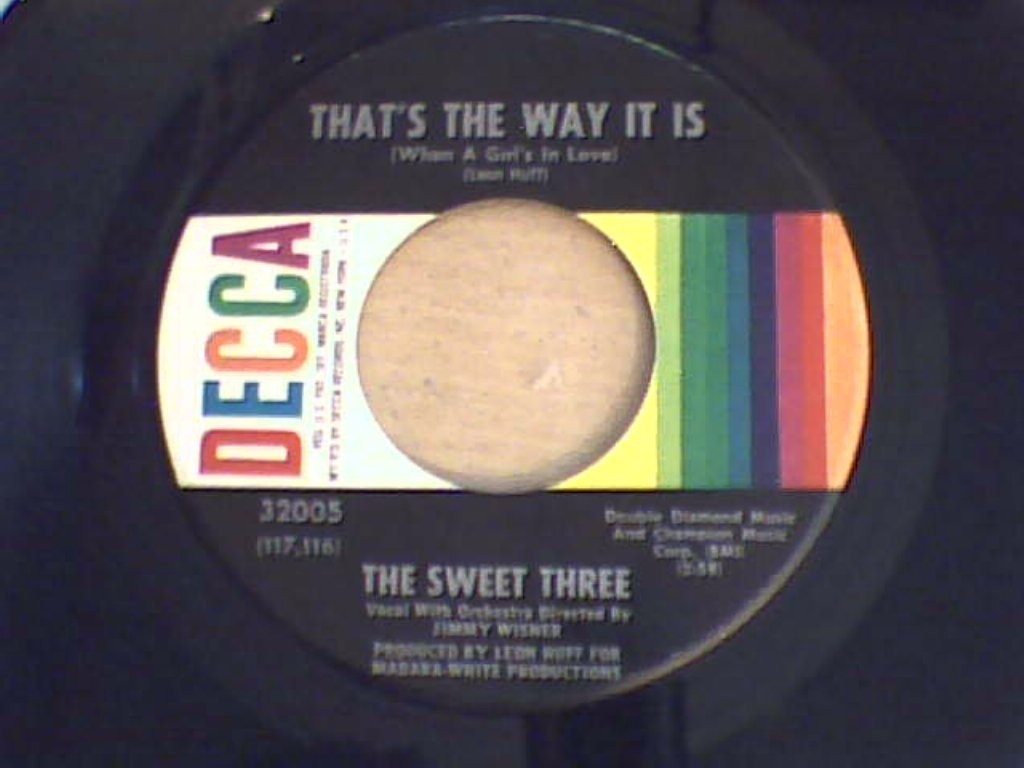 THAT'S THE WAY IT IS
(When A Girl's In Love)
(Leon Huff)
DECCA
32005
(117,116)
Double Diamond Music
And Champion Music
Corp. (BMI)
THE SWEET THREE
Vocal With Orchestra Directed By
JIMMY WISNER
PRODUCED BY LEON HUFF FOR
MADARA-WHITE PRODUCTIONS